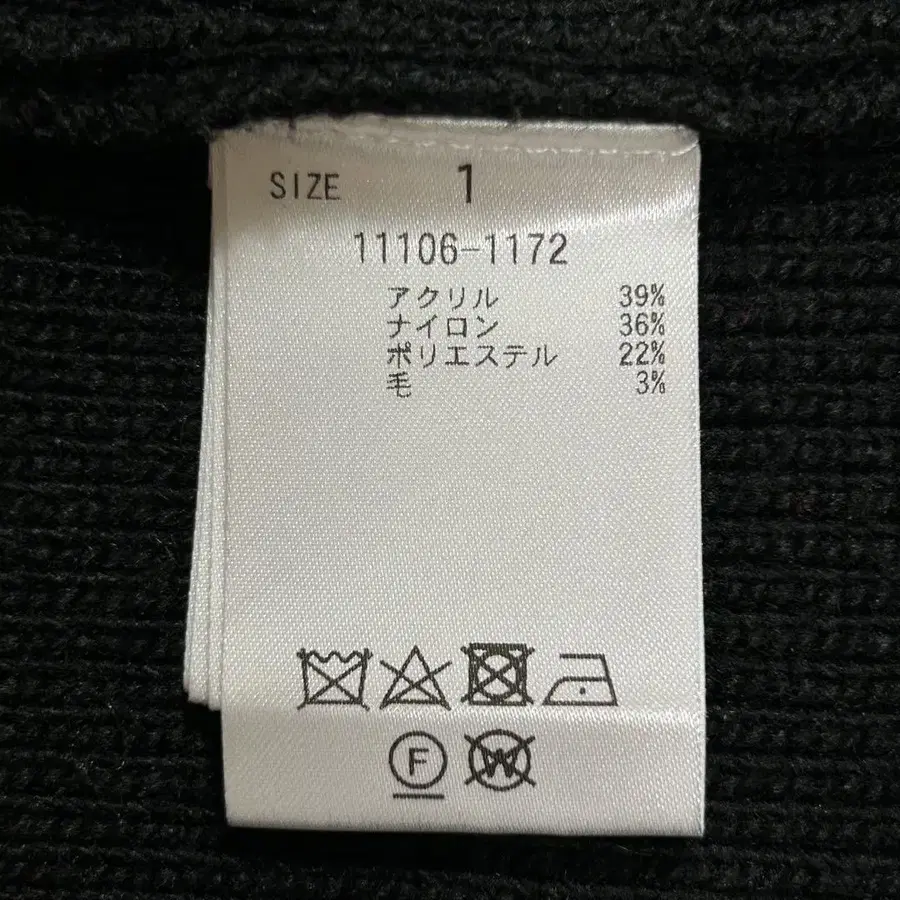 SIZE 1
11106-1172
アクリル 39%
ナイロン 36%
ポリエステル 22%
毛 3%
F W